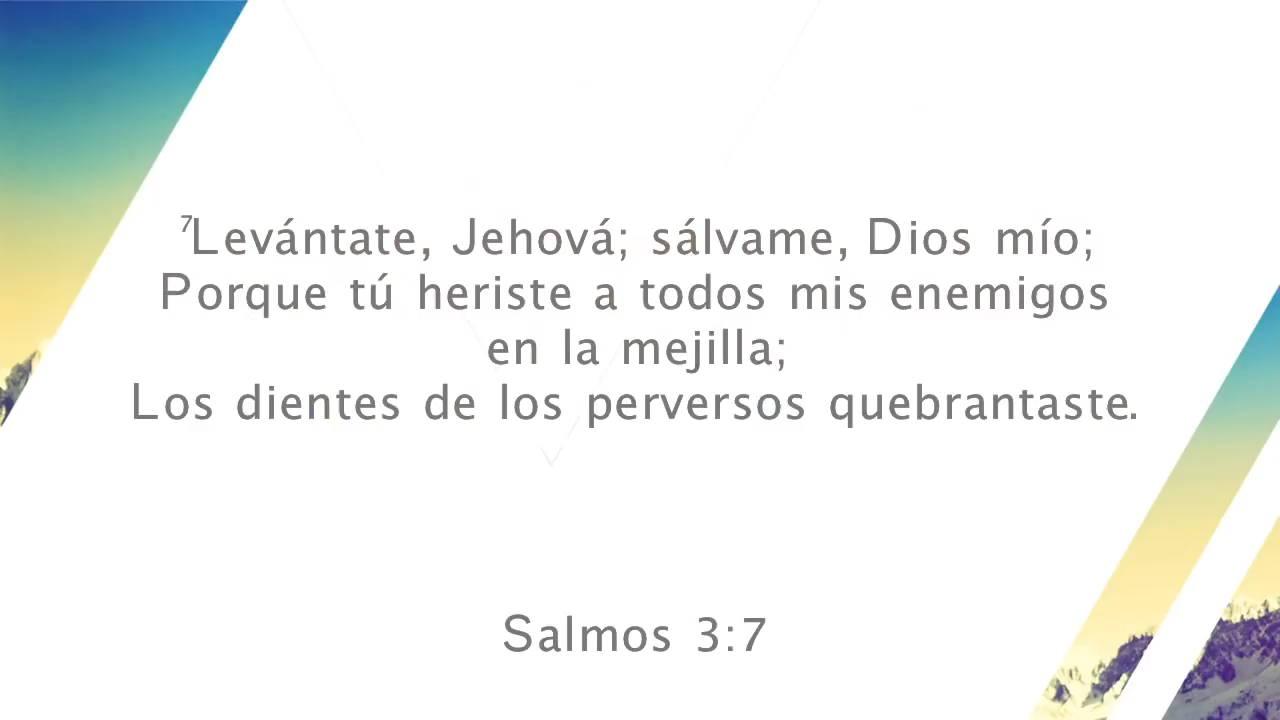 ⁷Levántate, Jehová; sálvame, Dios mío;
Porque tú heriste a todos mis enemigos
en la mejilla;
Los dientes de los perversos quebrantaste.
Salmos 3:7